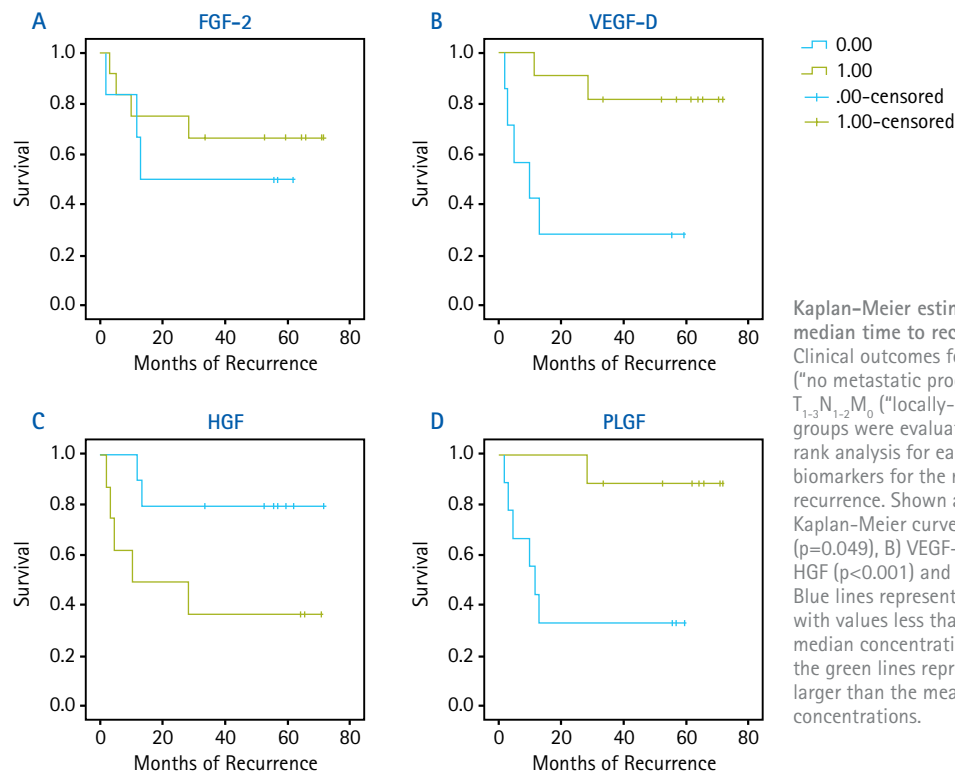 A
FGF-2
1.0
0.8
0.6
0.4
0.2
0.0
Survival
0 20 40 60 80
Months of Recurrence
B
VEGF-D
1.0
0.8
0.6
0.4
0.2
0.0
Survival
0 20 40 60 80
Months of Recurrence
0.00
1.00
.00-censored
1.00-censored
C
HGF
1.0
0.8
0.6
0.4
0.2
0.0
Survival
0 20 40 60 80
Months of Recurrence
D
PLGF
1.0
0.8
0.6
0.4
0.2
0.0
Survival
0 20 40 60 80
Months of Recurrence
Kaplan-Meier
median time to
Clinical outcomes
("no metastatic
T1-3N1-2M0 ("locally-
groups were
rank analysis for
biomarkers for the
recurrence. Shown
Kaplan-Meier
(p=0.049), B)
HGF (p<0.001) and
Blue lines represent
with values less
median
the green lines
larger than the
concentrations.